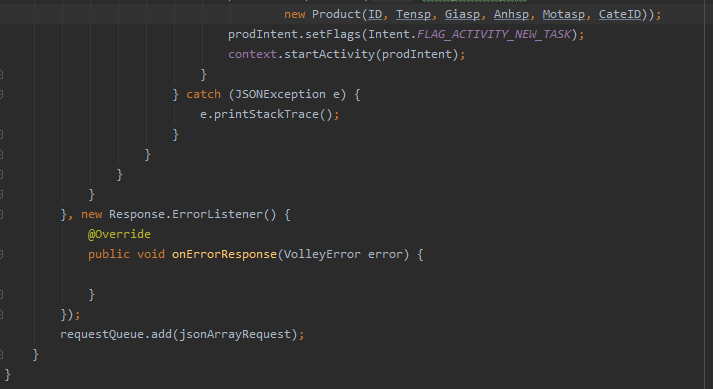 new Product(ID, Tensp, Giasp, Anhsp, Motasp, CateID));
prodIntent.setFlags(Intent.FLAG_ACTIVITY_NEW_TASK);
context.startActivity(prodIntent);
}
} catch (JSONException e) {
e.printStackTrace();
}
}
}
}
}, new Response.ErrorListener() {
@Override
public void onErrorResponse(VolleyError error) {
}
});
requestQueue.add(jsonArrayRequest);
}
}